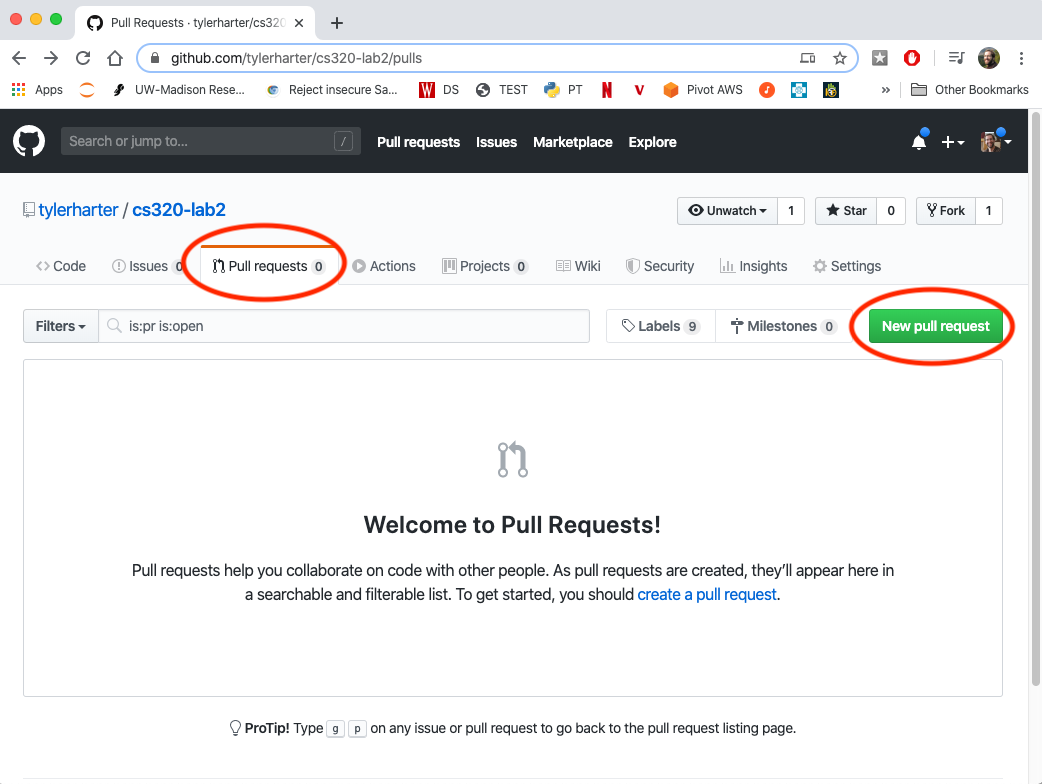 Pull Requests · tylerharter/cs320
github.com/tylerharter/cs320-lab2/pulls
Apps UW-Madison Rese... Reject insecure Sa... W DS TEST PT N V Pivot AWS » Other Bookmarks
Search or jump to... / Pull requests Issues Marketplace Explore
tylerharter / cs320-lab2 Unwatch 1 Star 0 Fork 1
Code Issues 0 Pull requests 0 Actions Projects 0 Wiki Security Insights Settings
Filters is:pr is:open Labels 9 Milestones 0 New pull request
Welcome to Pull Requests!
Pull requests help you collaborate on code with other people. As pull requests are created, they’ll appear here in
a searchable and filterable list. To get started, you should create a pull request.
ProTip! Type g p on any issue or pull request to go back to the pull request listing page.